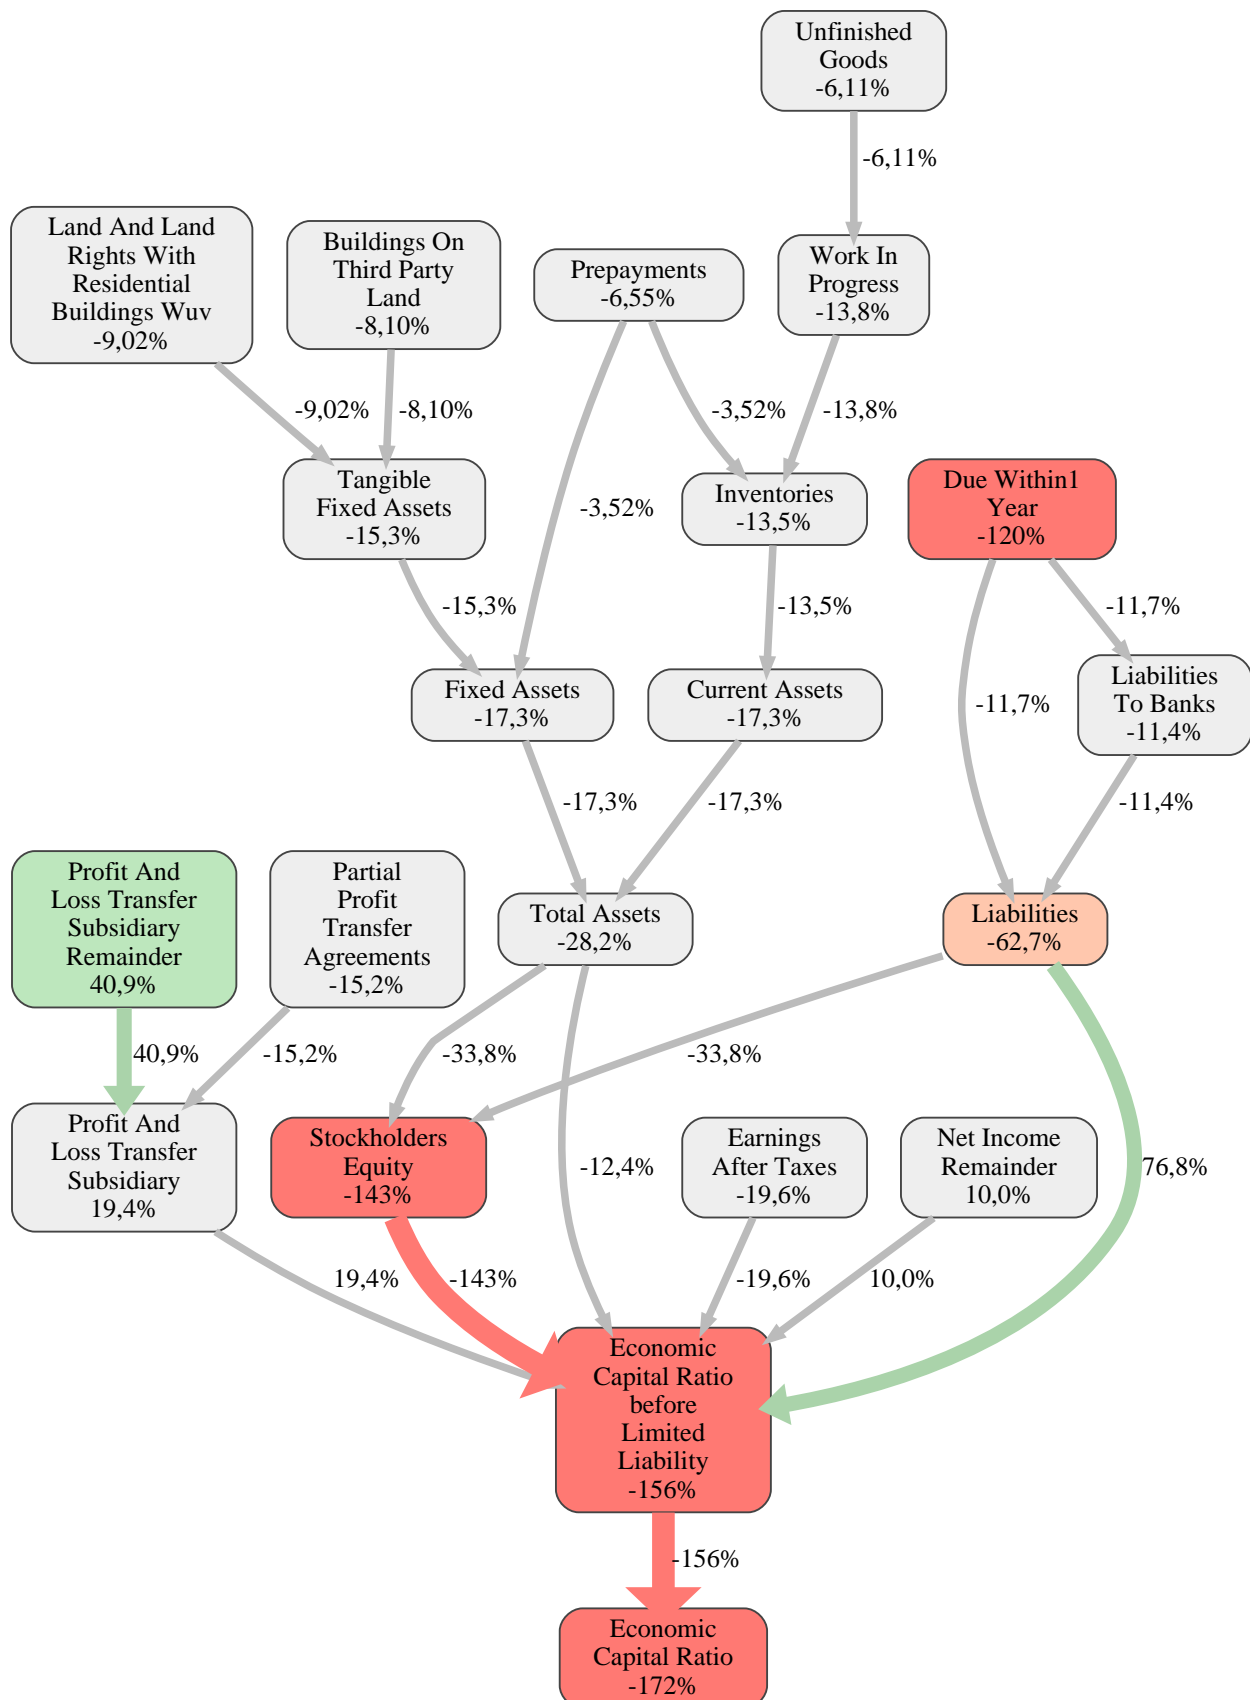 Unfinished
Goods
-6,11%
-6,11%
Land And Land
Rights With
Residential
Buildings Wuv
-9,02%
Buildings On
Third Party
Land
-8,10%
Prepayments
-6,55%
Work In
Progress
-13,8%
-9,02%
-8,10%
-3,52%
-13,8%
Tangible
Fixed Assets
-15,3%
-3,52%
Inventories
-13,5%
Due Within1
Year
-120%
-15,3%
-13,5%
-11,7%
Fixed Assets
-17,3%
Current Assets
-17,3%
-11,7%
Liabilities
To Banks
-11,4%
-17,3%
-17,3%
-11,4%
Profit And
Loss Transfer
Subsidiary
Remainder
40,9%
Partial
Profit
Transfer
Agreements
-15,2%
Total Assets
-28,2%
Liabilities
-62,7%
40,9%
-15,2%
-33,8%
-33,8%
Profit And
Loss Transfer
Subsidiary
19,4%
Stockholders
Equity
-143%
-12,4%
Earnings
After Taxes
-19,6%
Net Income
Remainder
10,0%
76,8%
19,4%
-143%
-19,6%
10,0%
Economic
Capital Ratio
before
Limited
Liability
-156%
-156%
Economic
Capital Ratio
-172%